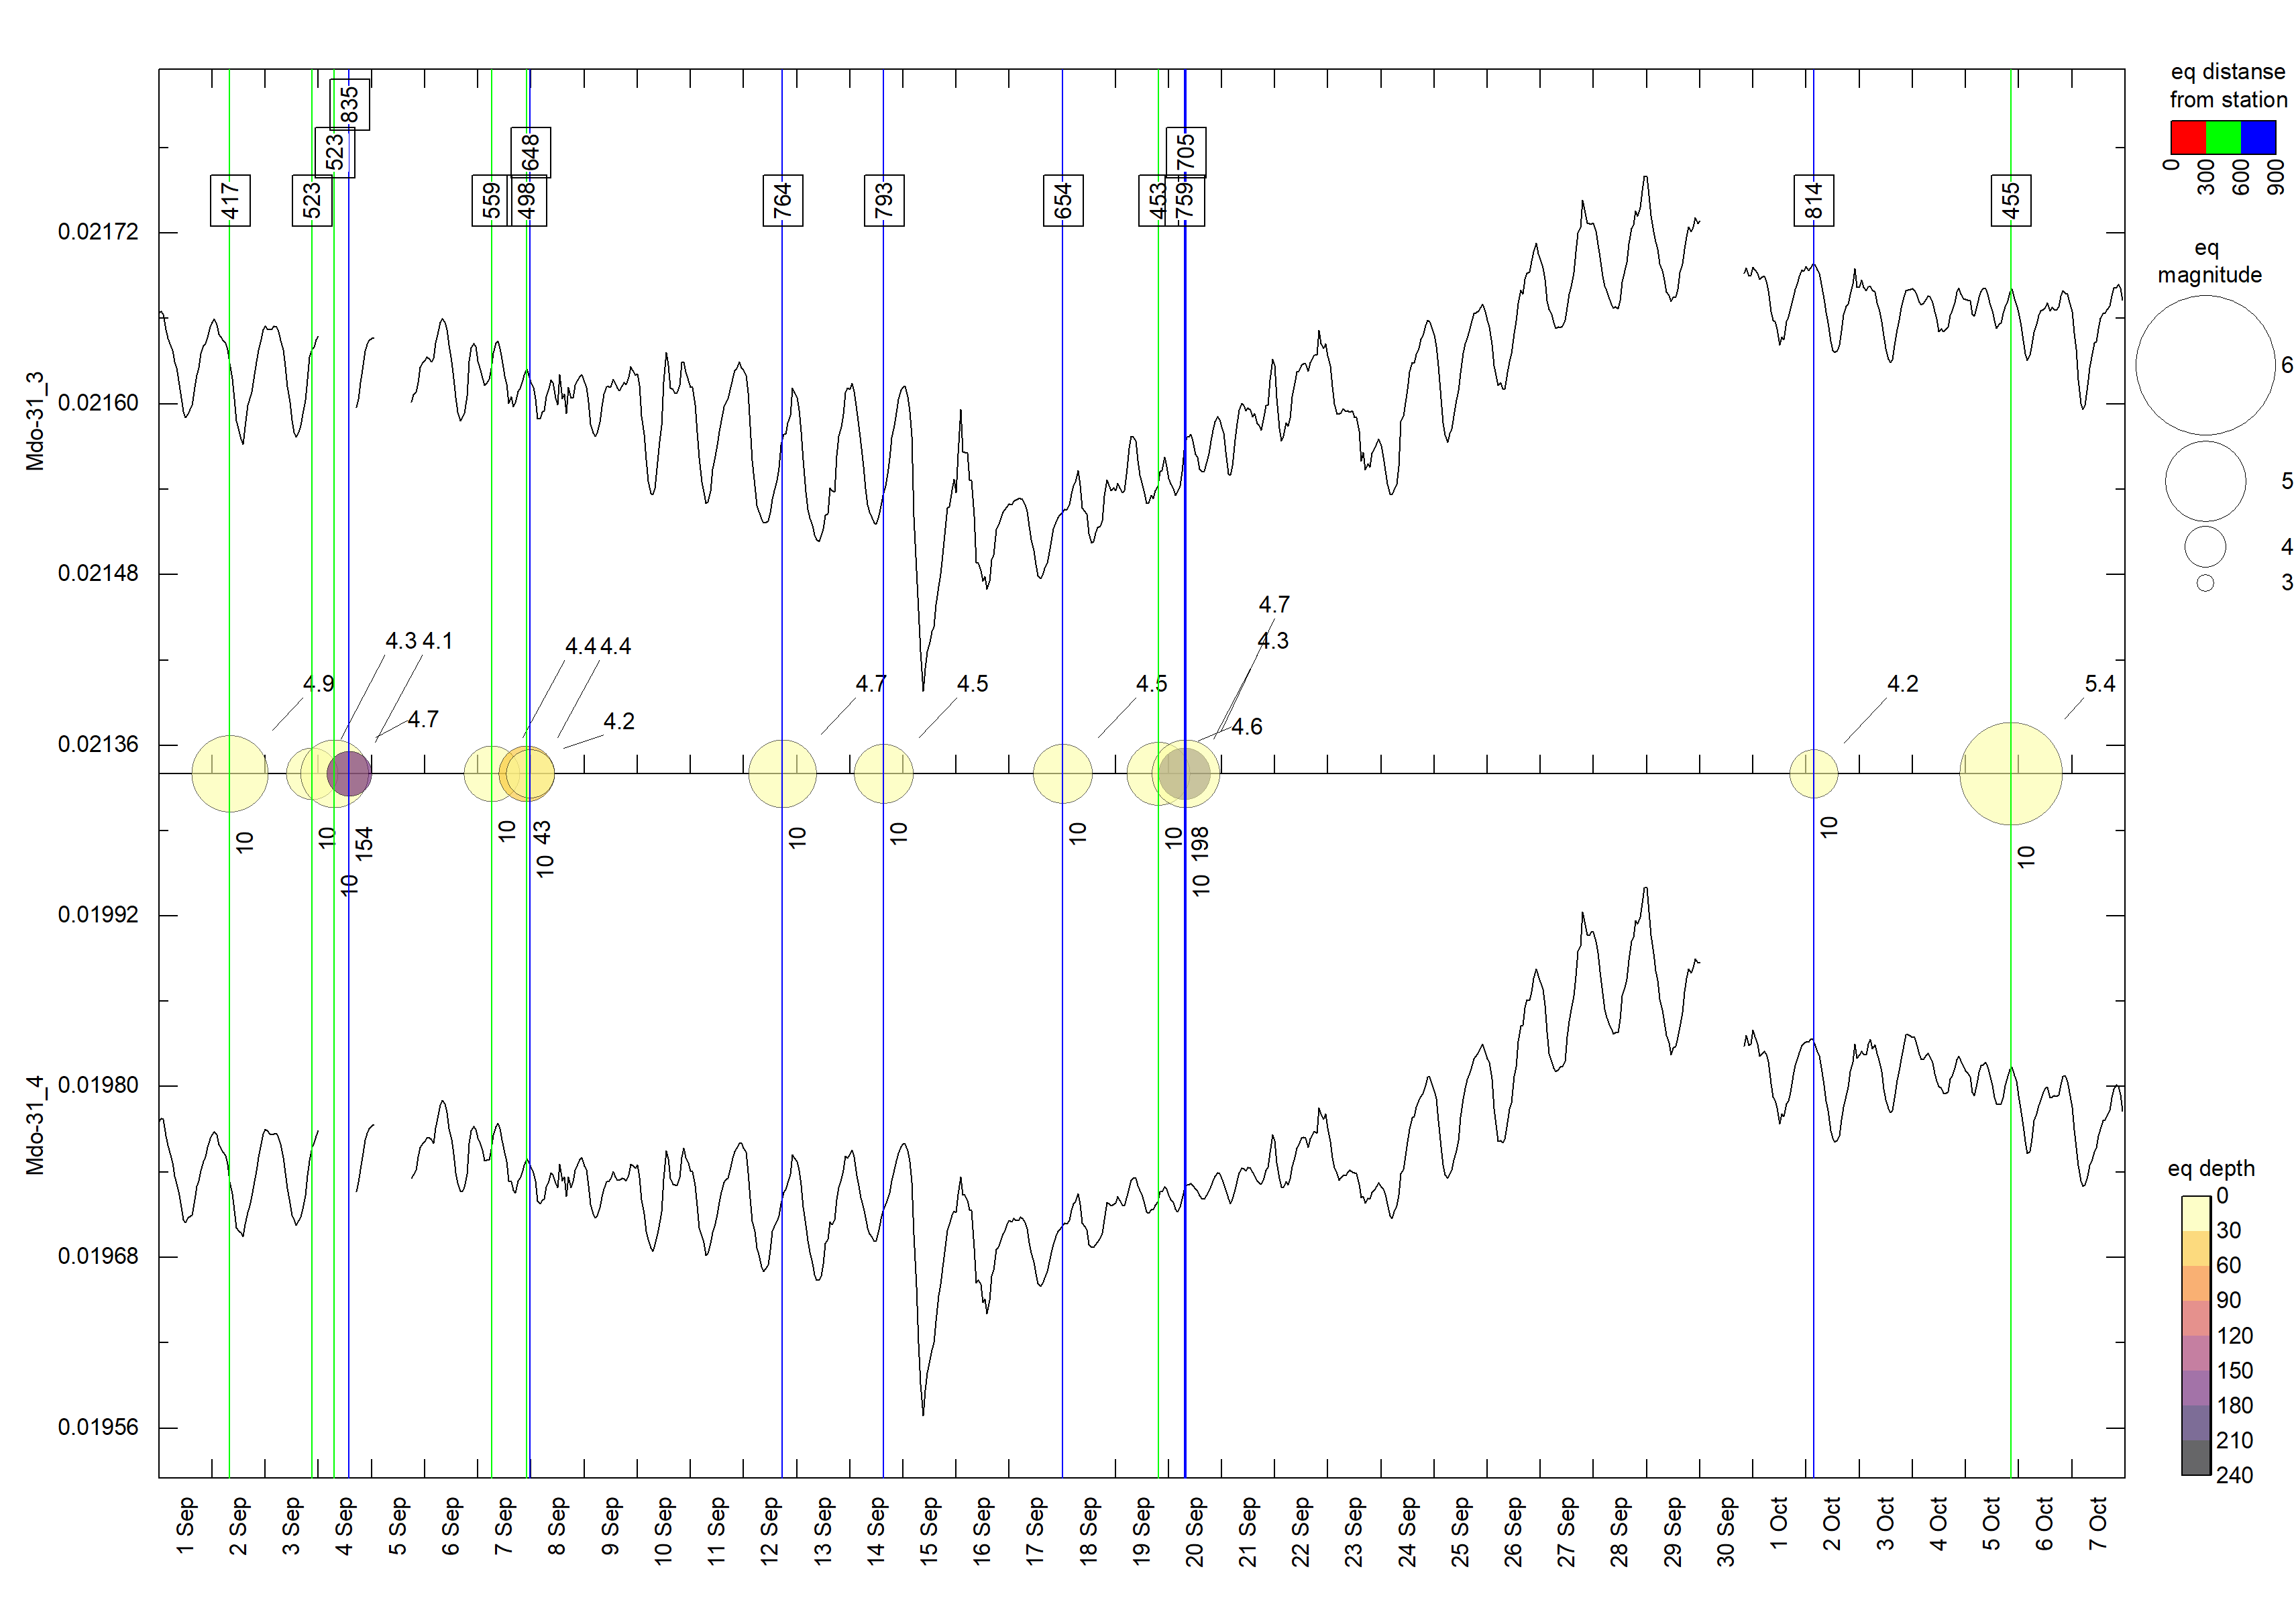 eq distanse
from station
0
300
600
900
eq
magnitude
6
5
4
3
eq depth
0
30
60
90
120
150
180
210
240
835
523
648
705
417
523
559
498
764
793
654
453
759
814
455
Mdo-31_3
0.02172
0.02160
0.02148
0.02136
4.7
4.3
4.1
4.4
4.4
4.3
4.9
4.7
4.5
4.5
4.2
5.4
4.7
4.2
4.6
10
10
154
10
10
43
10
10
10
10
10
198
10
10
10
Mdo-31_4
0.01992
0.01980
0.01968
0.01956
1 Sep
2 Sep
3 Sep
4 Sep
5 Sep
6 Sep
7 Sep
8 Sep
9 Sep
10 Sep
11 Sep
12 Sep
13 Sep
14 Sep
15 Sep
16 Sep
17 Sep
18 Sep
19 Sep
20 Sep
21 Sep
22 Sep
23 Sep
24 Sep
25 Sep
26 Sep
27 Sep
28 Sep
29 Sep
30 Sep
1 Oct
2 Oct
3 Oct
4 Oct
5 Oct
6 Oct
7 Oct